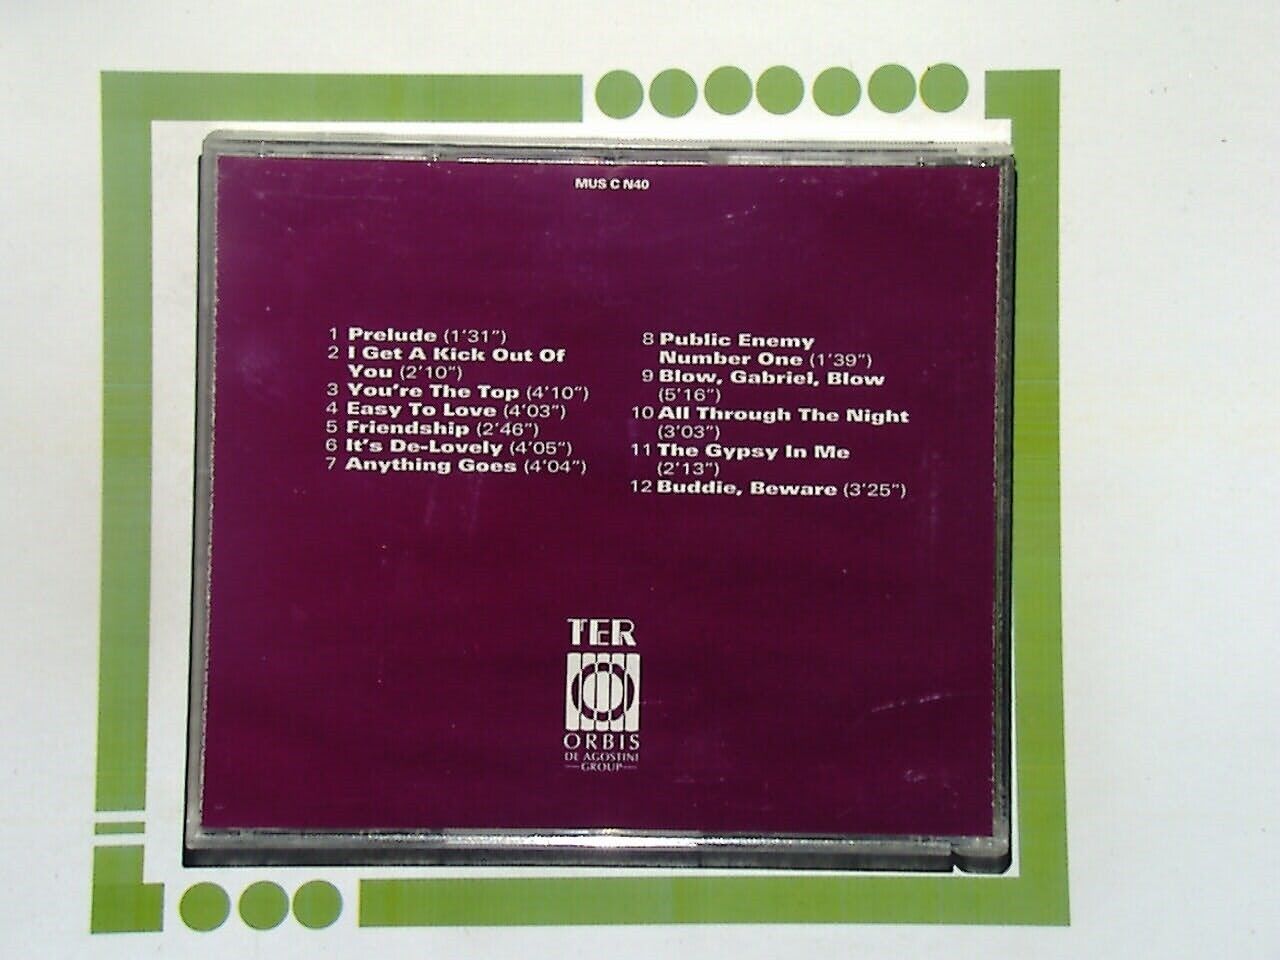 MUS C N40
1 Prelude (1'31")
2 I Get A Kick Out Of
You (2'10")
3 You're The Top (4'10")
4 Easy To Love (4'03")
5 Friendship (2'46")
6 It's De-Lovely (4'05")
7 Anything Goes (4'04")
8 Public Enemy
Number One (1'39")
9 Blow, Gabriel, Blow
(5'16")
10 All Through The Night
(3'03")
11 The Gypsy In Me
(2'13")
12 Buddie, Beware (3'25")
TER
ORBIS
DE AGOSTINI
—GROUP—